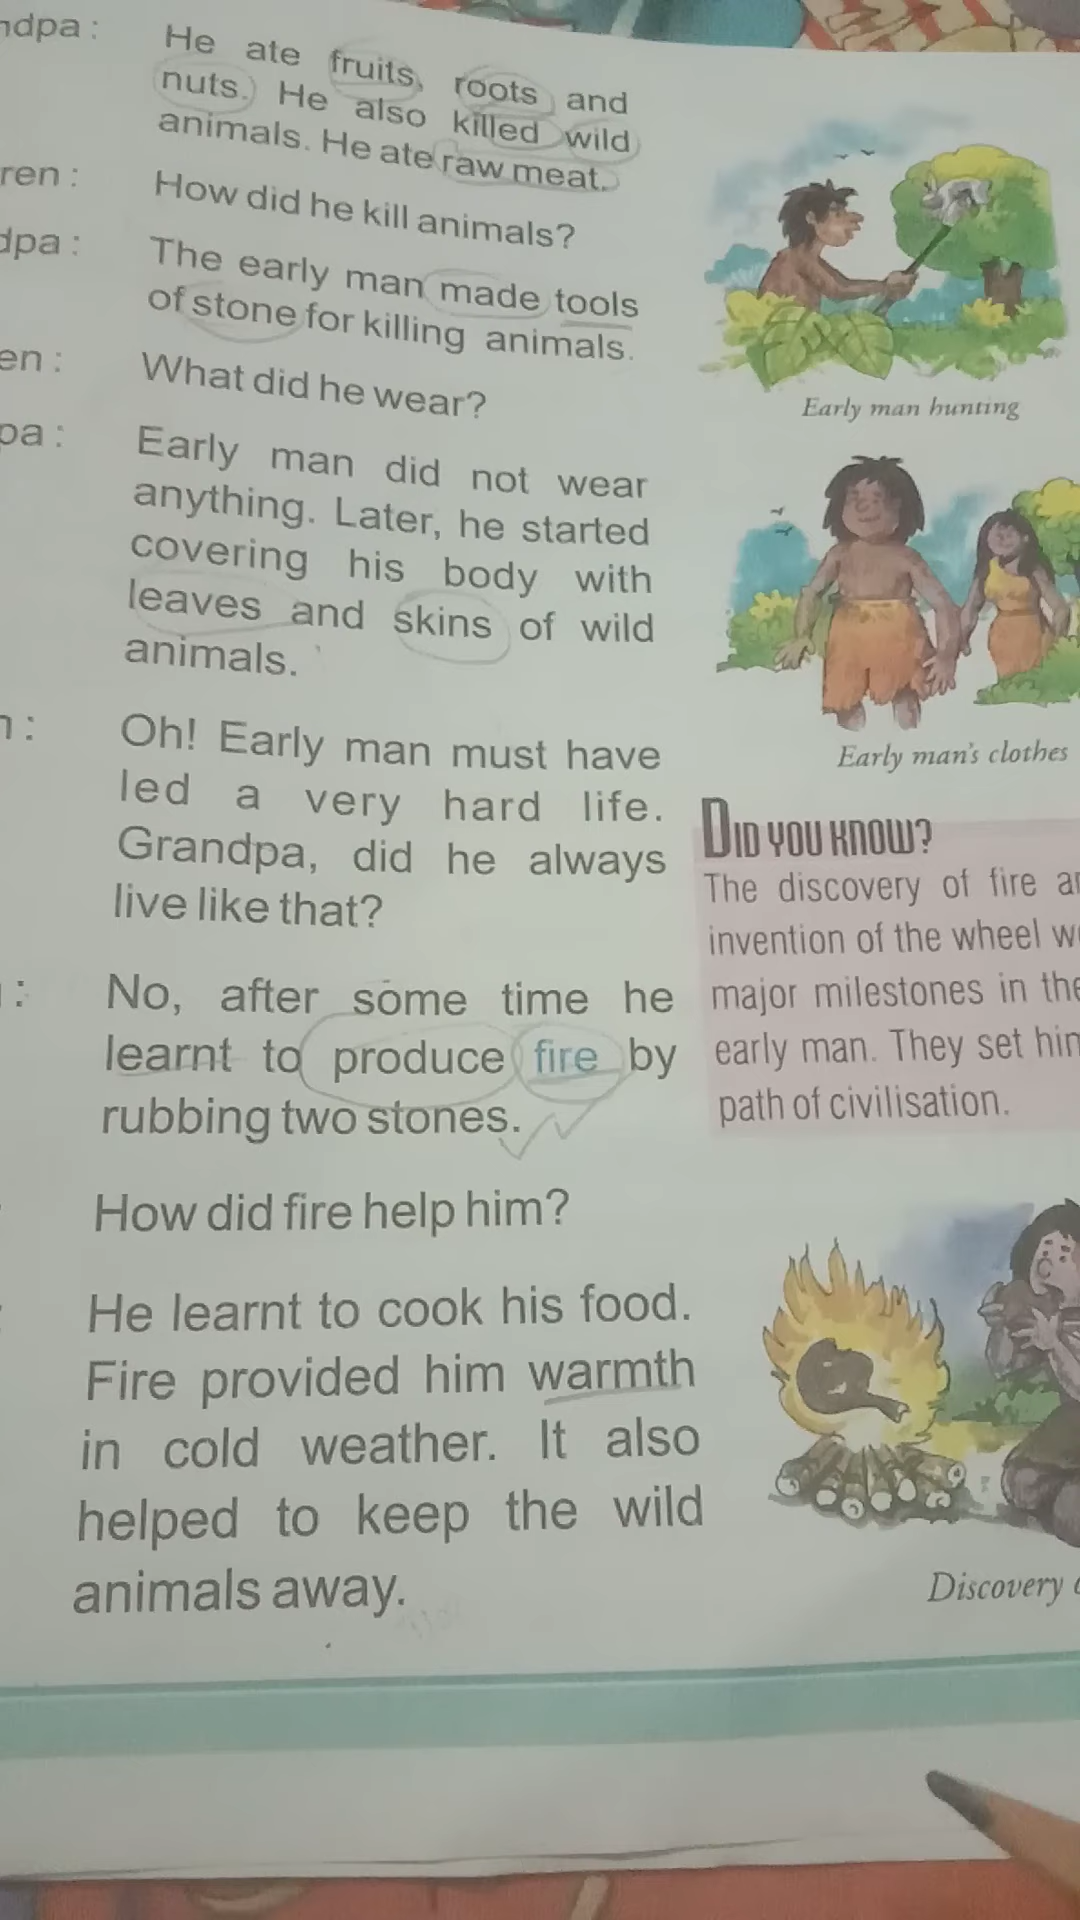 He ate fruits, roots and
nuts. He also killed wild
animals. He ate raw meat.
How did he kill animals?
The early man made tools
of stone for killing animals.
What did he wear?
Early man did not wear
anything. Later, he started
covering his body with
leaves and skins of wild
animals.
Oh! Early man must have
led a very hard life.
Grandpa, did he always
live like that?
No, after some time he
learnt to produce fire by
rubbing two stones.
How did fire help him?
He learnt to cook his food.
Fire provided him warmth
in cold weather. It also
helped to keep the wild
animals away.
Early man hunting
Early man's clothes
DID YOU KNOW?
The discovery of fire
invention of the wheel
major milestones in the
early man. They set
path of civilisation.
Discovery